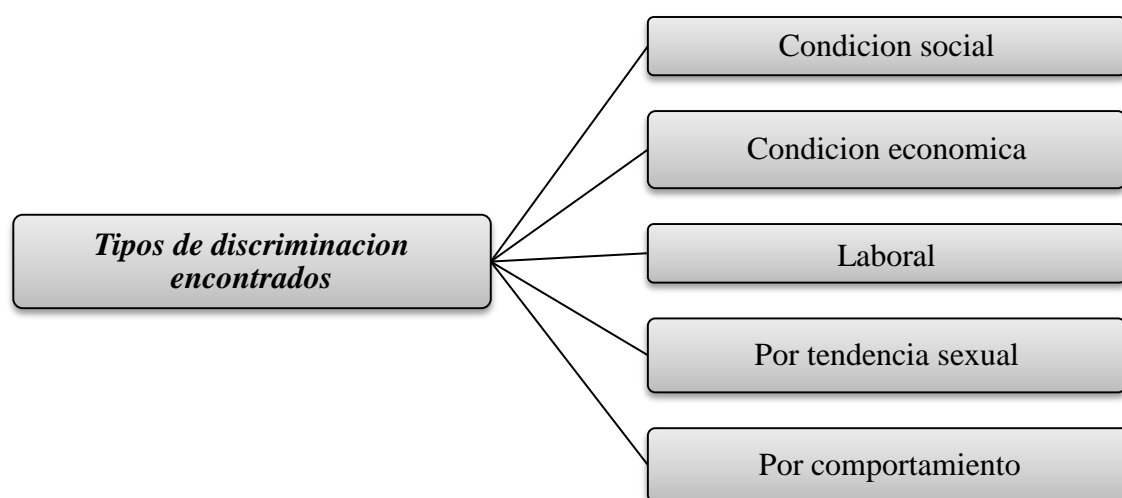 Condicion social
Condicion economica
Tipos de discriminacion
encontrados
Laboral
Por tendencia sexual
Por comportamiento